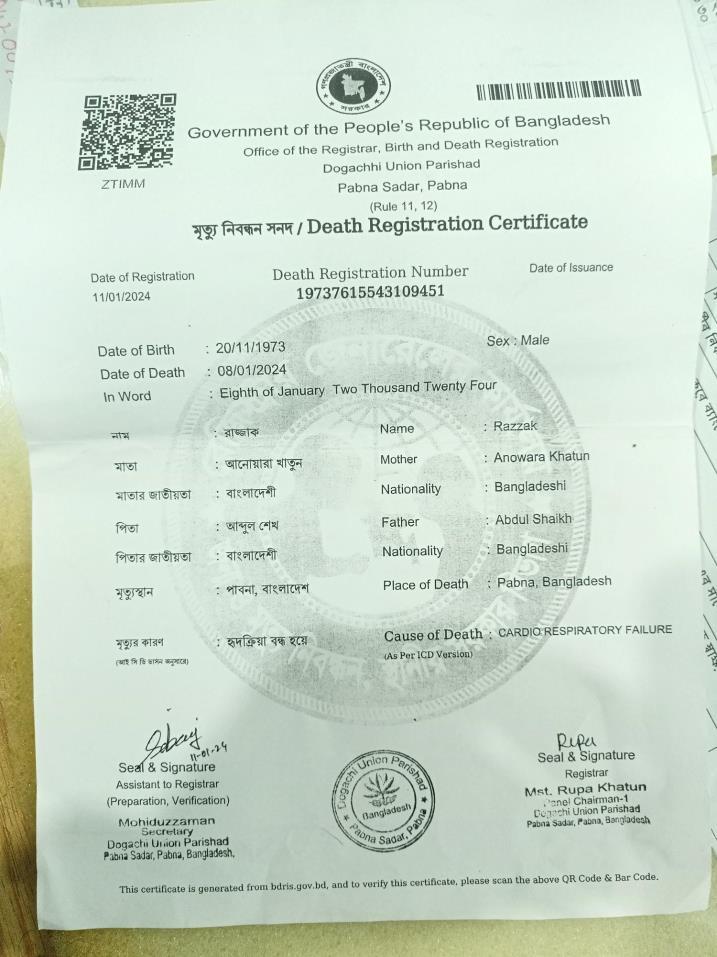 গণপ্রজাতন্ত্রী বাংলাদেশ
সরকার
ZTIMM
Government of the People's Republic of Bangladesh
Office of the Registrar, Birth and Death Registration
Dogachhi Union Parishad
Pabna Sadar, Pabna
(Rule 11, 12)
মৃত্যু নিবন্ধন সনদ / Death Registration Certificate
Date of Registration Death Registration Number Date of Issuance
11/01/2024 19737615543109451
Date of Birth : 20/11/1973 Sex : Male
Date of Death : 08/01/2024
In Word : Eighth of January Two Thousand Twenty Four
নাম : রাজ্জাক Name : Razzak
মাতা : আনোয়ারা খাতুন Mother : Anowara Khatun
মাতার জাতীয়তা : বাংলাদেশী Nationality : Bangladeshi
পিতা : আব্দুল শেখ Father : Abdul Shaikh
পিতার জাতীয়তা : বাংলাদেশী Nationality : Bangladeshi
মৃত্যুস্থান : পাবনা, বাংলাদেশ Place of Death : Pabna, Bangladesh
মৃত্যুর কারণ : হৃদক্রিয়া বন্ধ হয়ে Cause of Death : CARDIO RESPIRATORY FAILURE
(আই সি ডি ভার্সন অনুসারে) (As Per ICD Version)
11-01-24
Seal & Signature
Assistant to Registrar
(Preparation, Verification)
Mohiduzzaman
Secretary
Dogachi Union Parishad
Pabna Sadar, Pabna, Bangladesh.
Dogachi Union Parishad
Bangladesh
Pabna Sadar, Pabna
Rupa
Seal & Signature
Registrar
Mst. Rupa Khatun
Panel Chairman-1
Dogachi Union Parishad
Pabna Sadar, Pabna, Bangladesh
This certificate is generated from bdris.gov.bd, and to verify this certificate, please scan the above QR Code & Bar Code.